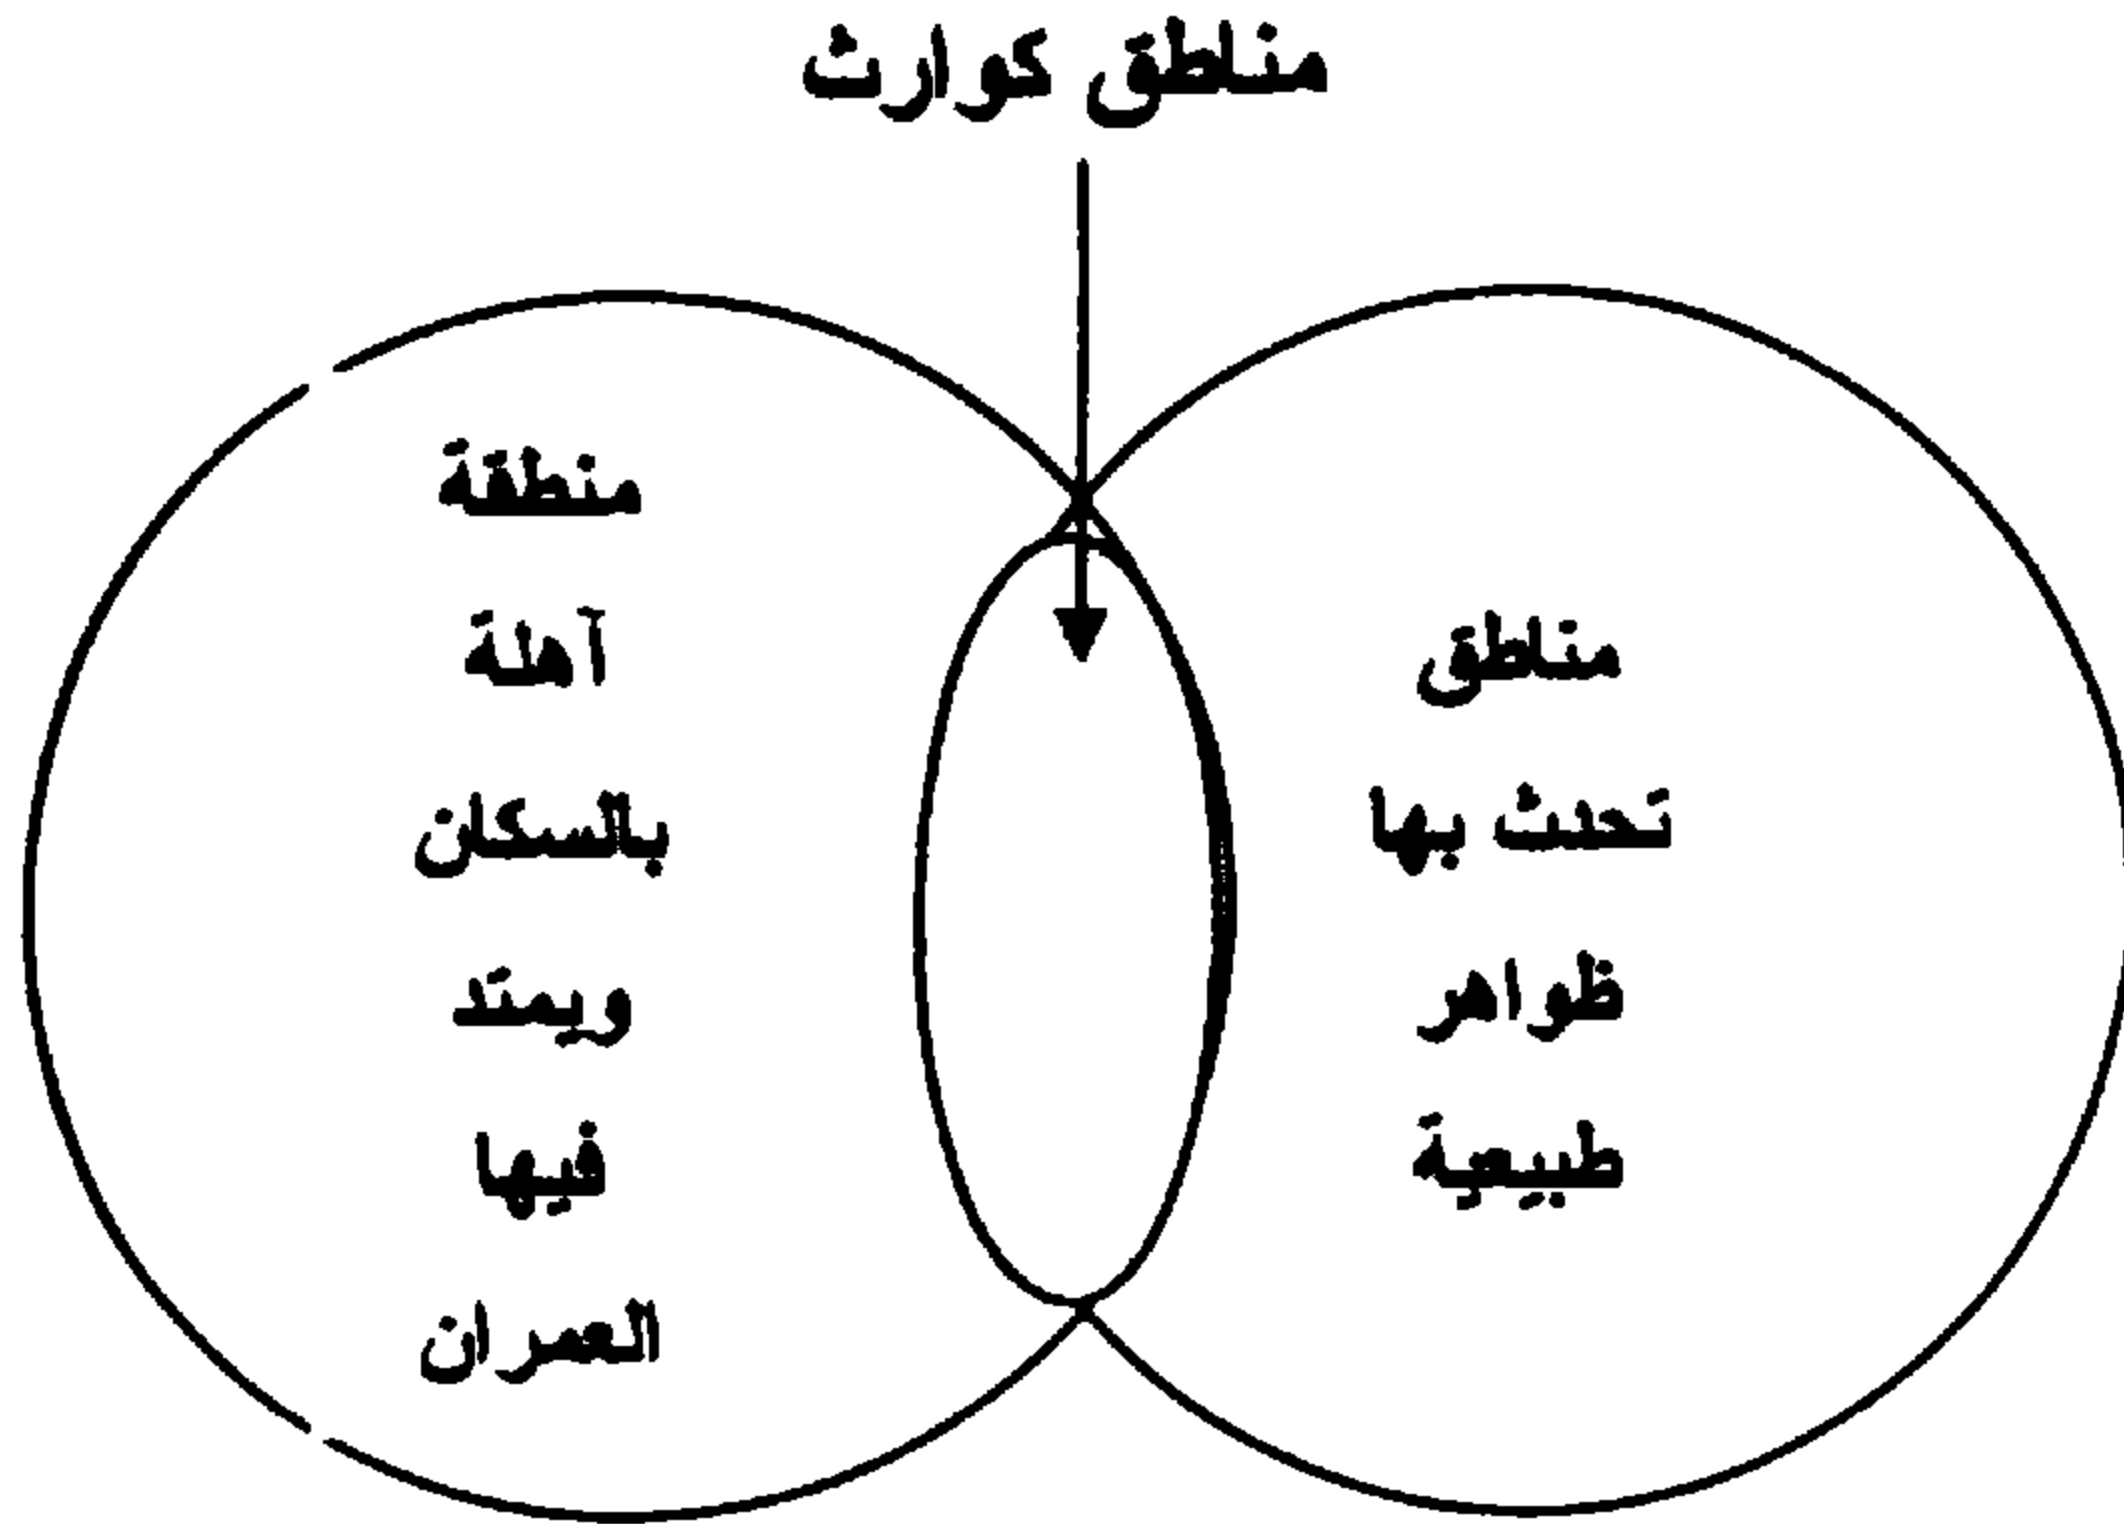 مناطق كوارث
مناطق
تحدث بها
ظواهر
طبيعية
منطقة
آهلة
بالسكان
ويمتد
فيها
العمران